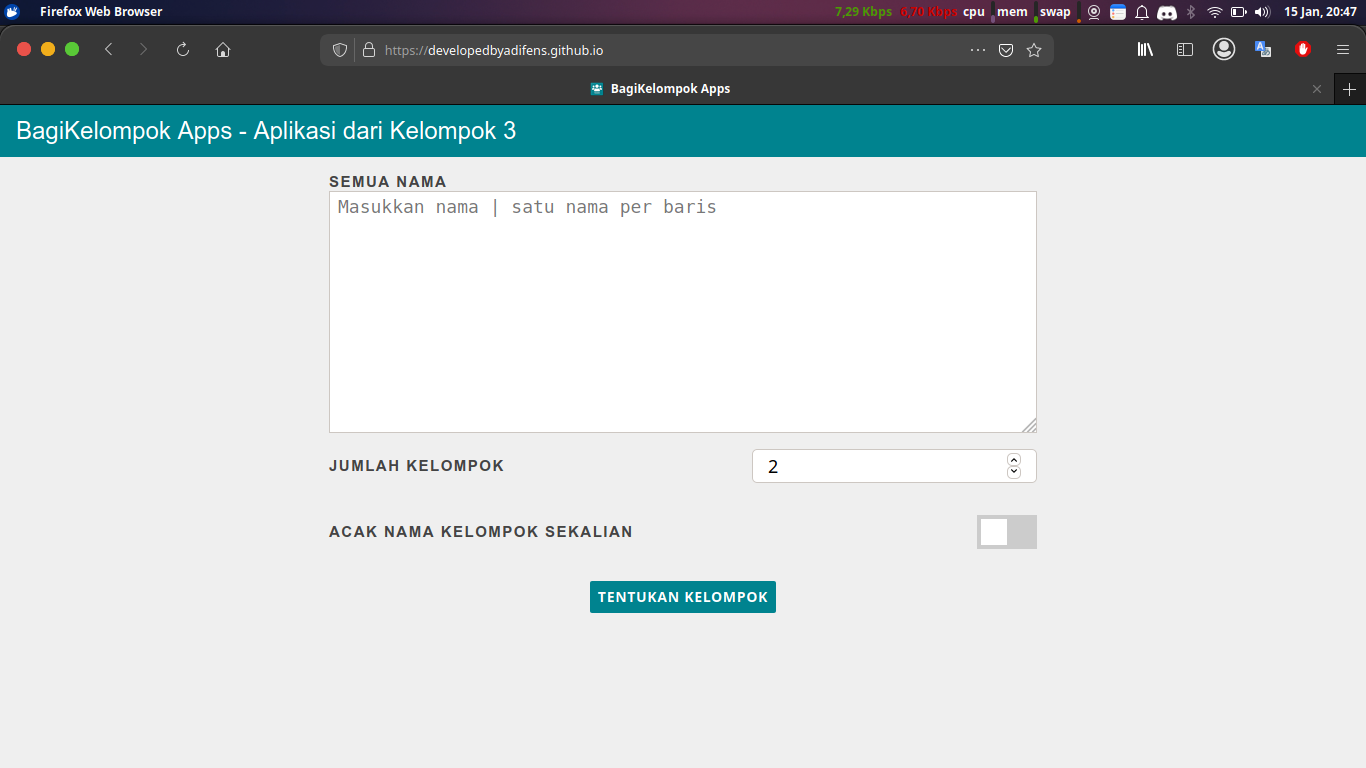 Firefox Web Browser 7,29 Kbps 6,70 Kbps cpu mem swap 15 Jan, 20:47
https://developedbyadifens.github.io
BagiKelompok Apps
BagiKelompok Apps - Aplikasi dari Kelompok 3
SEMUA NAMA
Masukkan nama | satu nama per baris
JUMLAH KELOMPOK 2
ACAK NAMA KELOMPOK SEKALIAN
TENTUKAN KELOMPOK